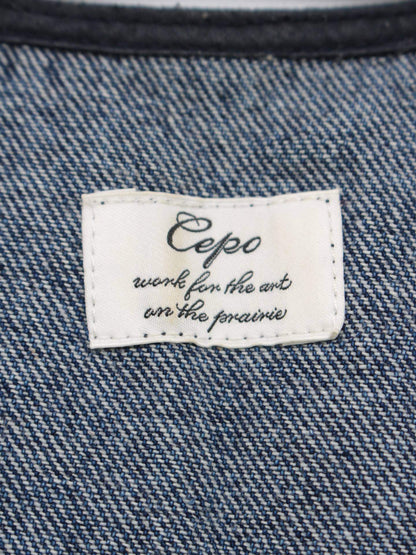 Cepo
work for the art
on the prairie